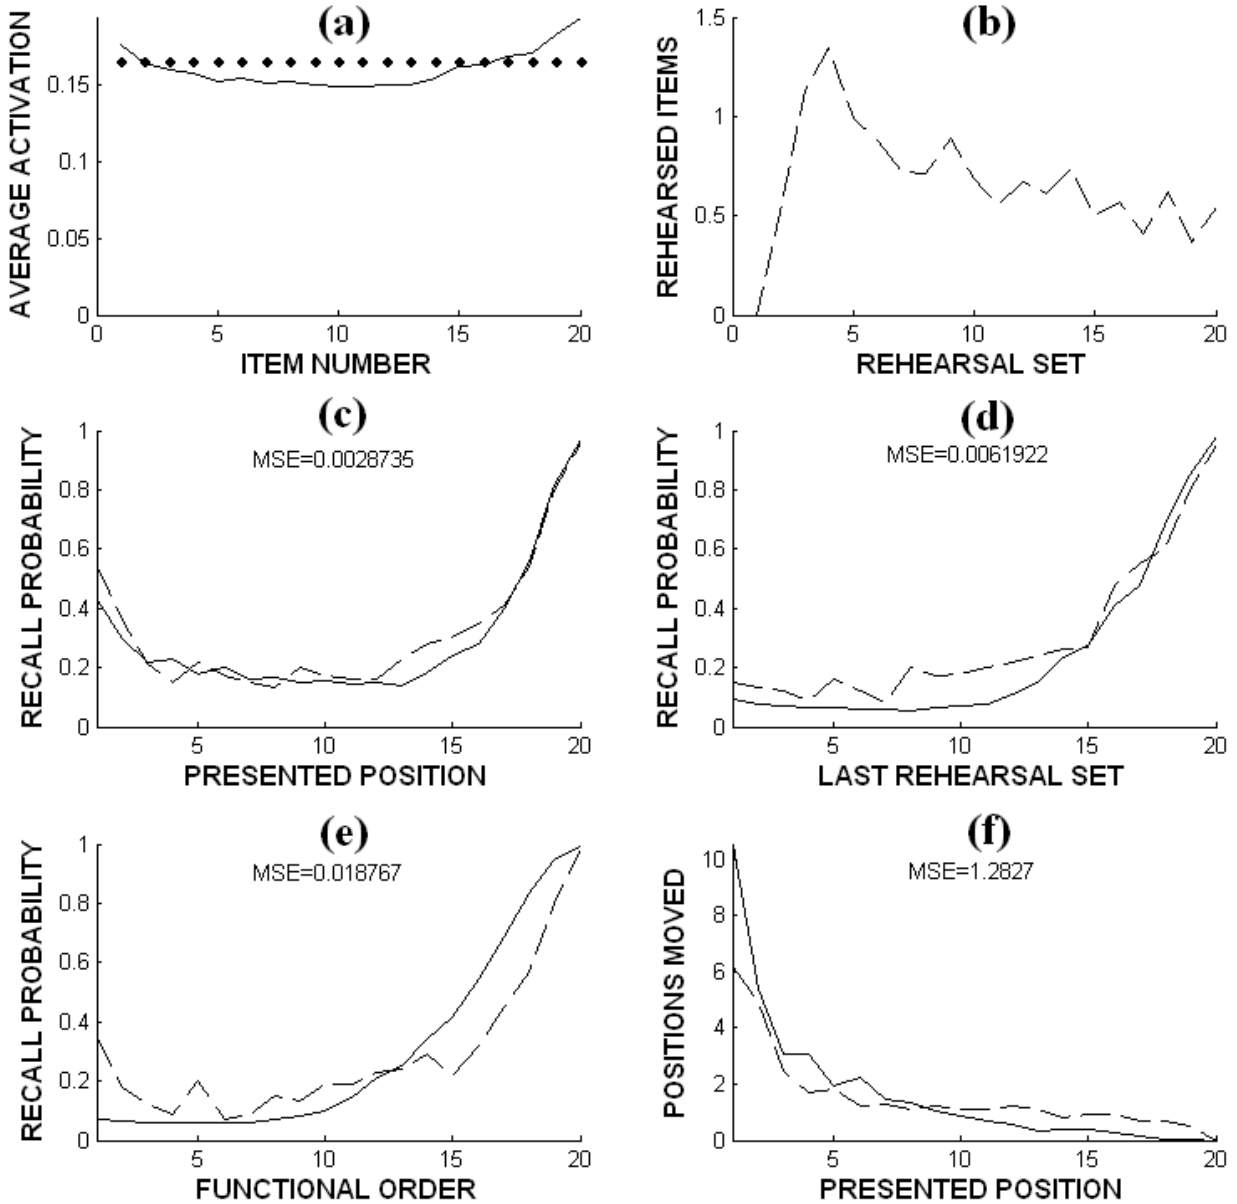 (a)
AVERAGE ACTIVATION
0.15
0.1
0.05
0
0
5
10
15
20
ITEM NUMBER
(b)
REHEARSED ITEMS
1.5
1
0.5
0
0
5
10
15
20
REHEARSAL SET
(c)
MSE=0.0028735
RECALL PROBABILITY
1
0.8
0.6
0.4
0.2
0
5
10
15
20
PRESENTED POSITION
(d)
MSE=0.0061922
RECALL PROBABILITY
1
0.8
0.6
0.4
0.2
0
5
10
15
20
LAST REHEARSAL SET
(e)
MSE=0.018767
RECALL PROBABILITY
1
0.8
0.6
0.4
0.2
0
5
10
15
20
FUNCTIONAL ORDER
(f)
MSE=1.2827
POSITIONS MOVED
10
8
6
4
2
0
5
10
15
20
PRESENTED POSITION